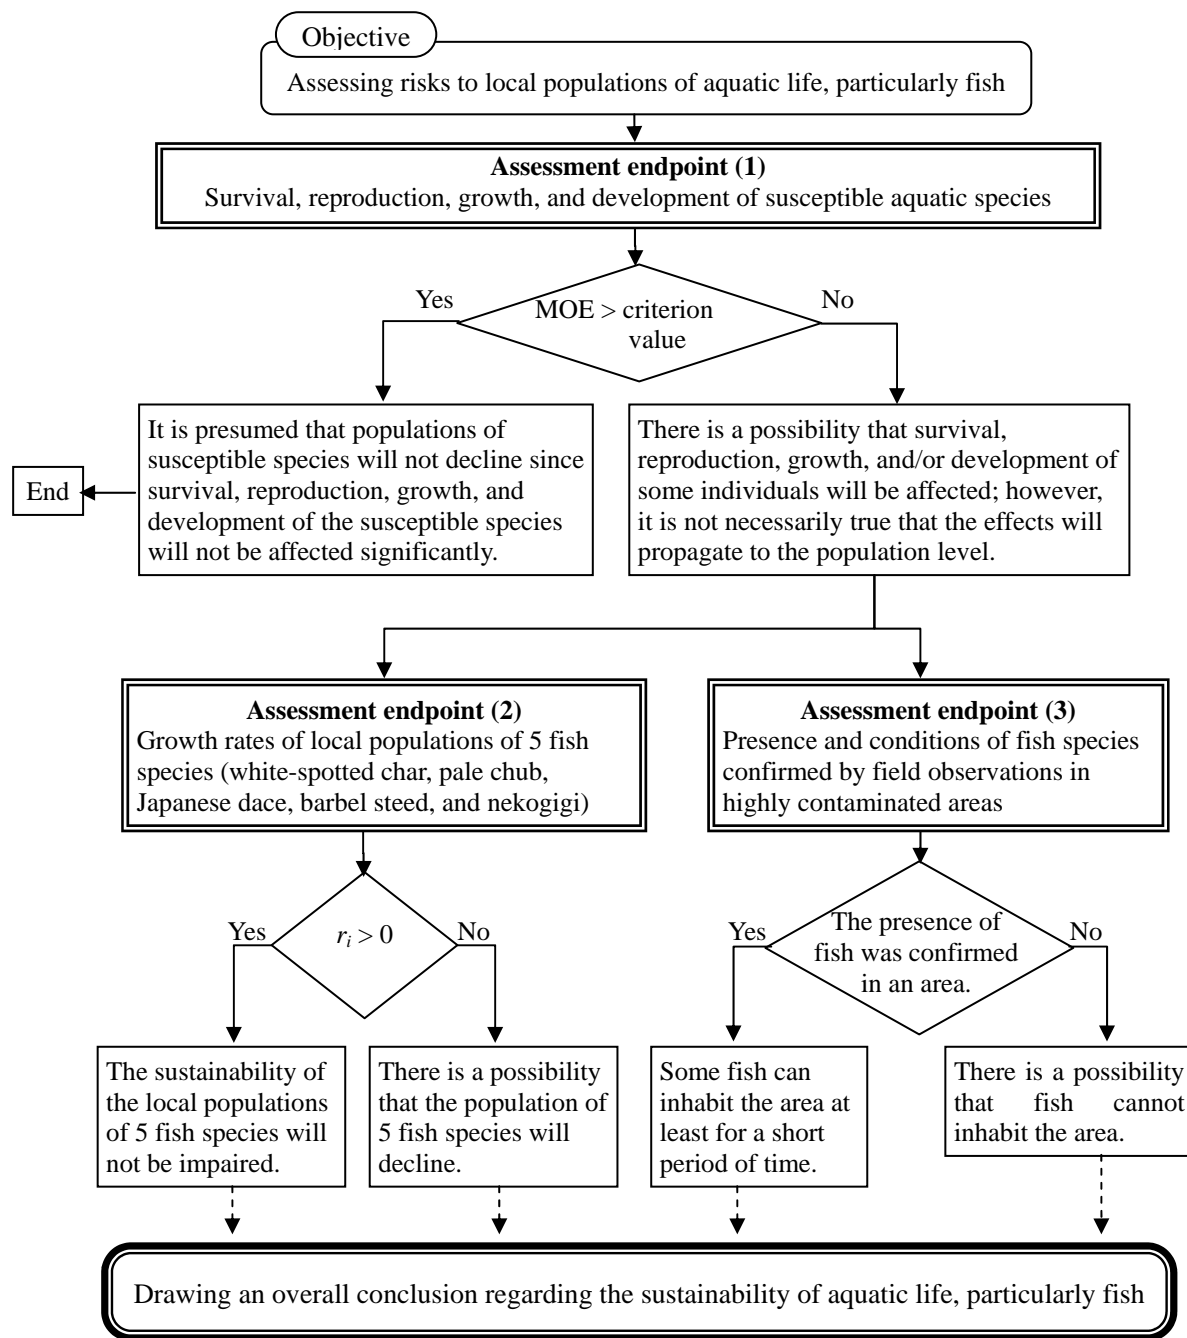 Objective
Assessing risks to local populations of aquatic life, particularly fish
Assessment endpoint (1)
Survival, reproduction, growth, and development of susceptible aquatic species
Yes
MOE > criterion
value
No
It is presumed that populations of
susceptible species will not decline since
survival, reproduction, growth, and
development of the susceptible species
will not be affected significantly.
End
There is a possibility that survival,
reproduction, growth, and/or development of
some individuals will be affected; however,
it is not necessarily true that the effects will
propagate to the population level.
Assessment endpoint (2)
Growth rates of local populations of 5 fish
species (white-spotted char, pale chub,
Japanese dace, barbel steed, and nekogigi)
Assessment endpoint (3)
Presence and conditions of fish species
confirmed by field observations in
highly contaminated areas
Yes
r_i > 0
No
Yes
The presence of
fish was confirmed
in an area.
No
The sustainability of
the local populations
of 5 fish species will
not be impaired.
There is a possibility
that the population of
5 fish species will
decline.
Some fish can
inhabit the area at
least for a short
period of time.
There is a possibility
that fish cannot
inhabit the area.
Drawing an overall conclusion regarding the sustainability of aquatic life, particularly fish